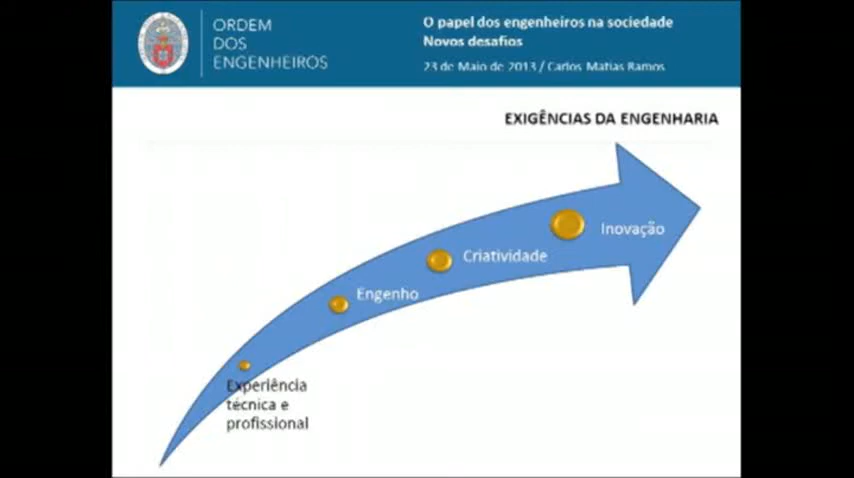 ORDEM
DOS
ENGENHEIROS
O papel dos engenheiros na sociedade
Novos desafios
23 de Maio de 2013 / Carlos Matias Ramos
EXIGÊNCIAS DA ENGENHARIA
Inovação
Criatividade
Engenho
Experiência
técnica e
profissional